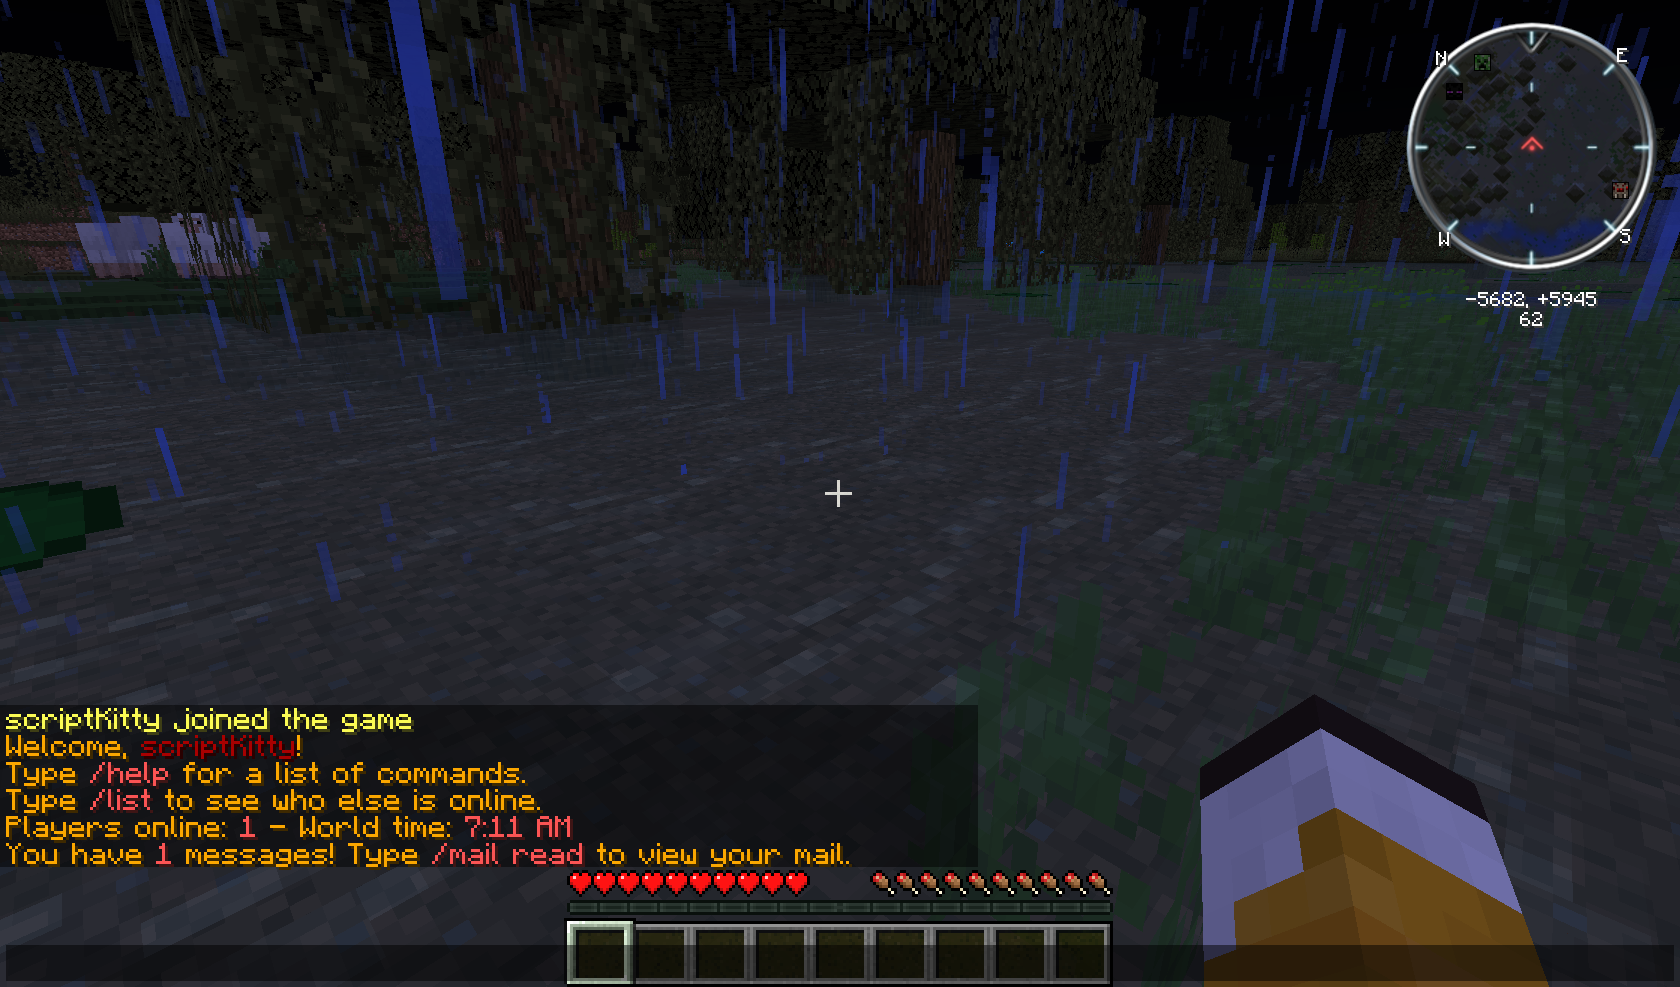 N E
W S
-5682, +5945
62
scriptKitty joined the game
Welcome, scriptKitty!
Type /help for a list of commands.
Type /list to see who else is online.
Players online: 1 - World time: 7:11 AM
You have 1 messages! Type /mail read to view your mail.